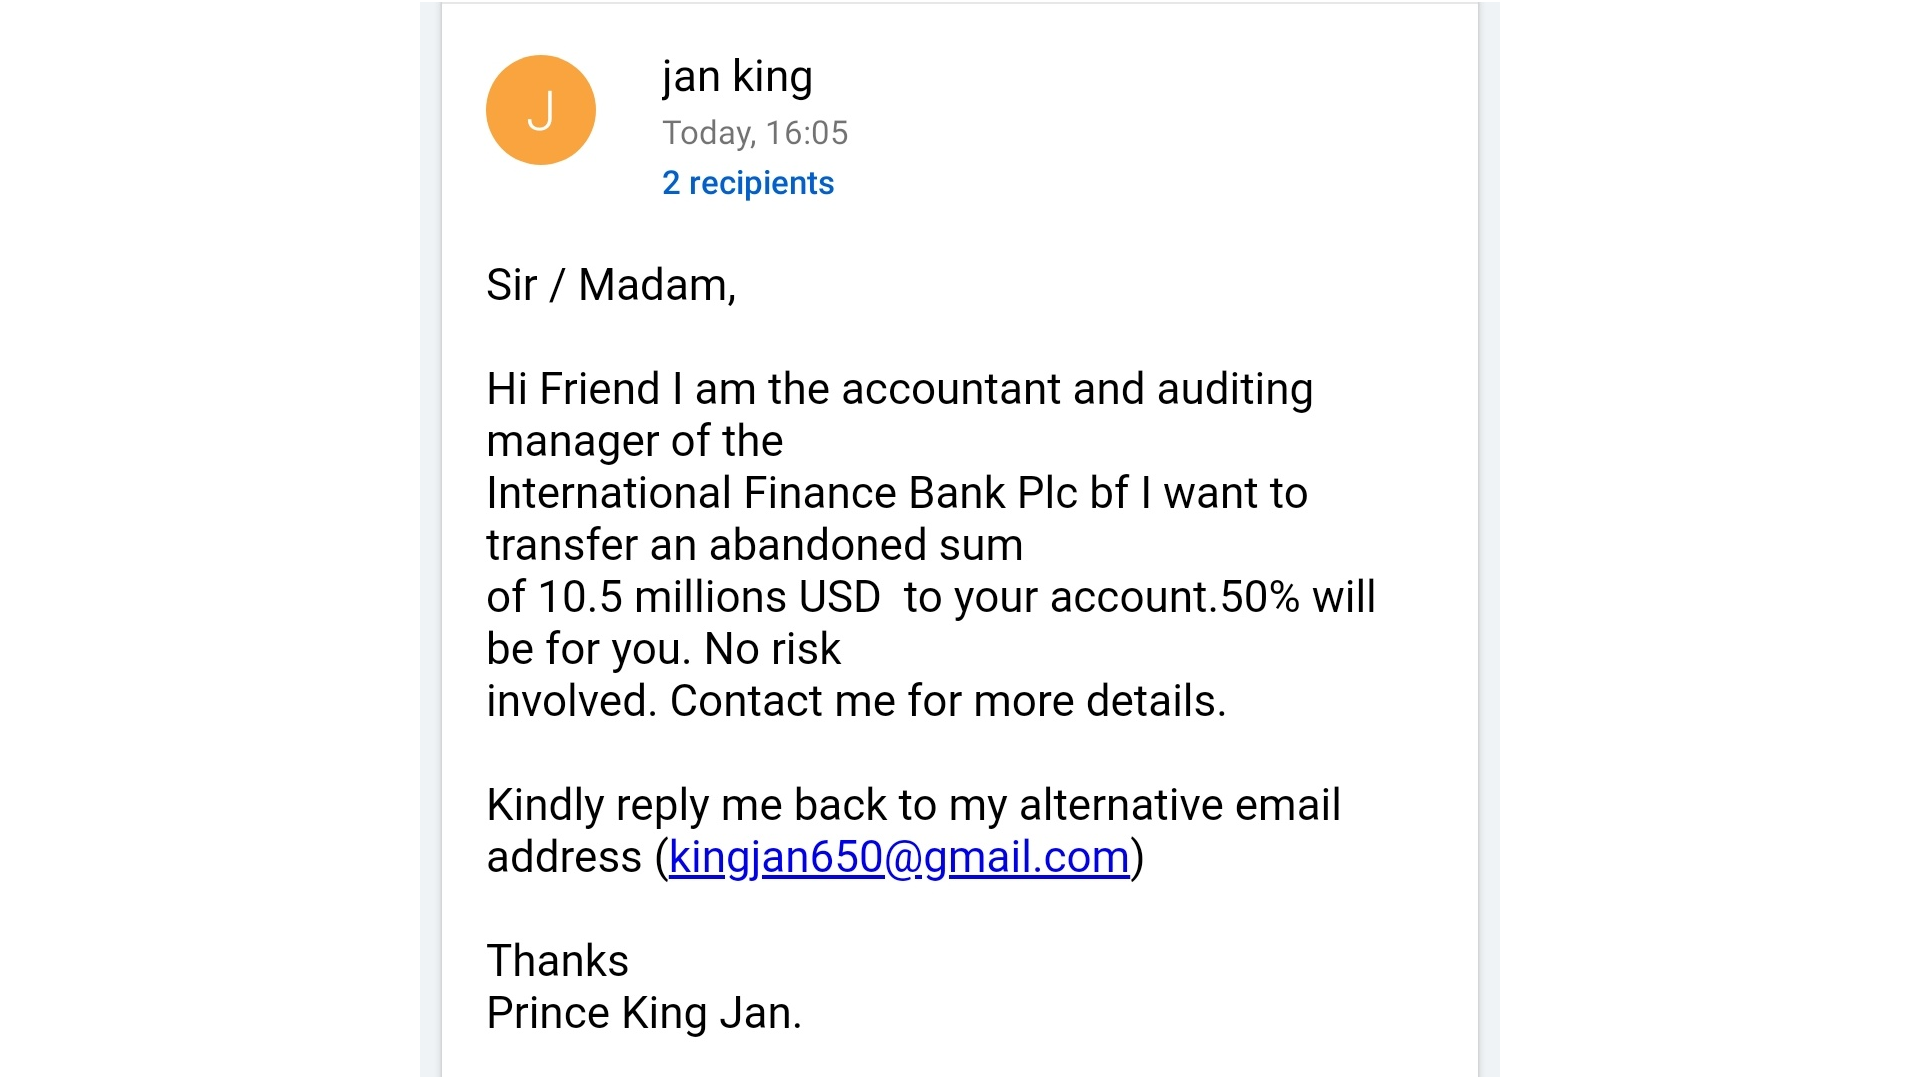 J
jan king
Today, 16:05
2 recipients
Sir / Madam,
Hi Friend I am the accountant and auditing
manager of the
International Finance Bank Plc bf I want to
transfer an abandoned sum
of 10.5 millions USD  to your account.50% will
be for you. No risk
involved. Contact me for more details.
Kindly reply me back to my alternative email
address (kingjan650@gmail.com)
Thanks
Prince King Jan.